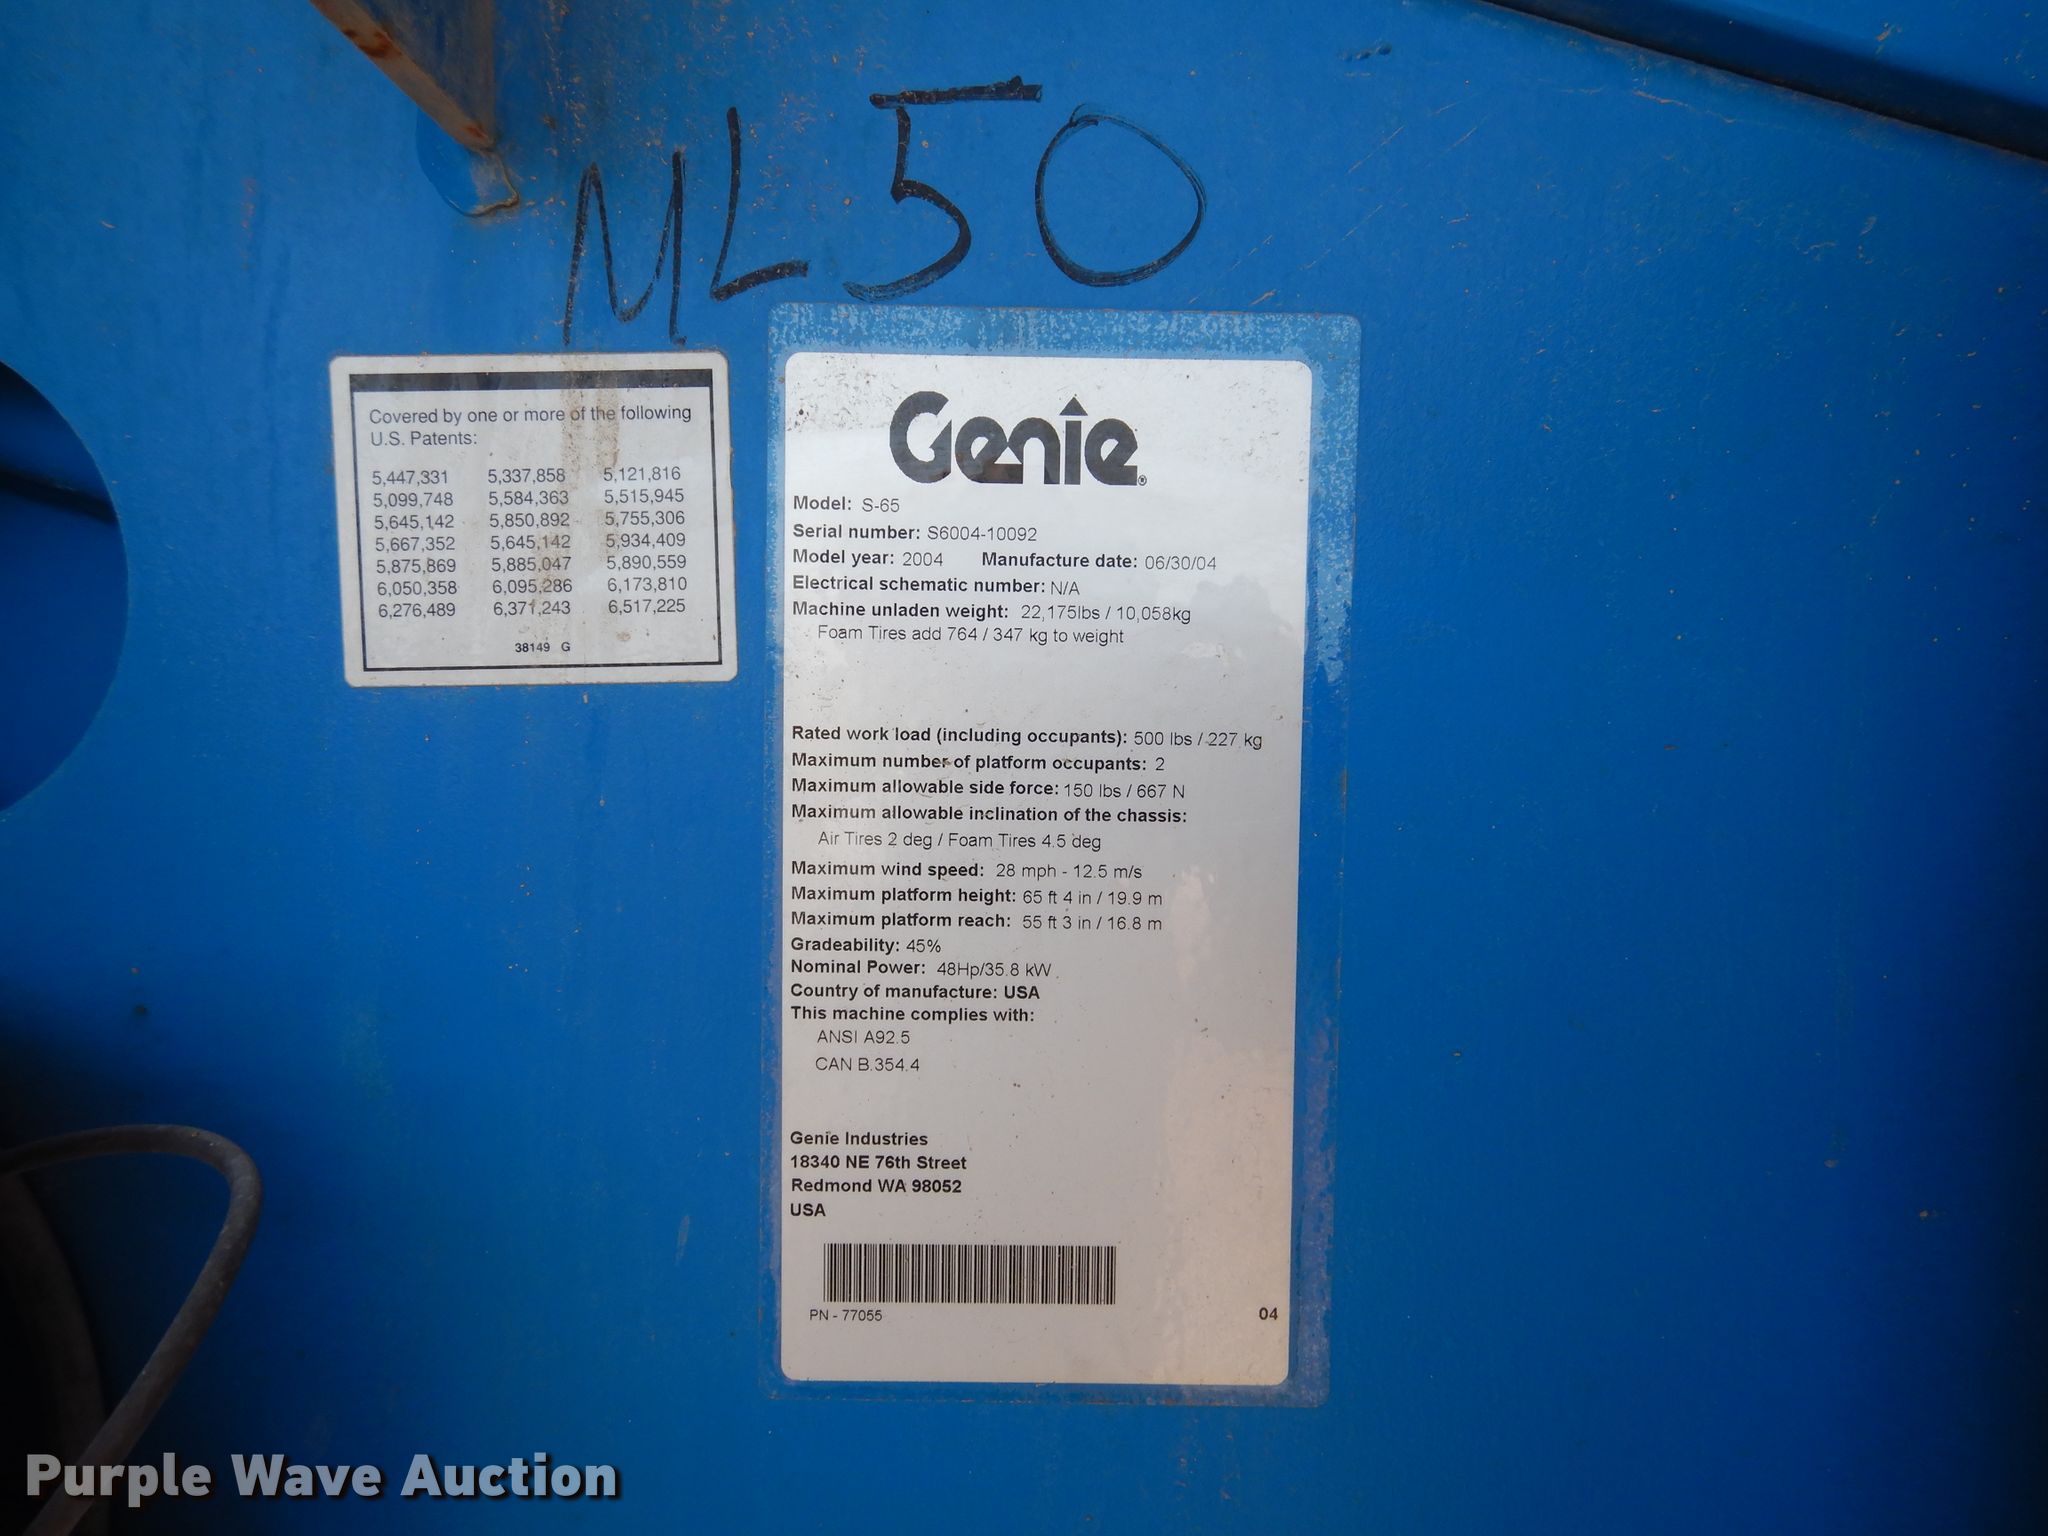 ML50
Covered by one or more of the following
U.S. Patents:
5,447,331 5,337,858 5,121,816
5,099,748 5,584,363 5,515,945
5,645,142 5,850,892 5,755,306
5,667,352 5,645,142 5,934,409
5,875,869 5,885,047 5,890,559
6,050,358 6,095,286 6,173,810
6,276,489 6,371,243 6,517,225
38149 G
Genie®
Model: S-65
Serial number: S6004-10092
Model year: 2004 Manufacture date: 06/30/04
Electrical schematic number: N/A
Machine unladen weight: 22,175lbs / 10,058kg
Foam Tires add 764 / 347 kg to weight
Rated work load (including occupants): 500 lbs / 227 kg
Maximum number of platform occupants: 2
Maximum allowable side force: 150 lbs / 667 N
Maximum allowable inclination of the chassis:
Air Tires 2 deg / Foam Tires 4.5 deg
Maximum wind speed: 28 mph - 12.5 m/s
Maximum platform height: 65 ft 4 in / 19.9 m
Maximum platform reach: 55 ft 3 in / 16.8 m
Gradeability: 45%
Nominal Power: 48Hp/35.8 kW
Country of manufacture: USA
This machine complies with:
ANSI A92.5
CAN B.354.4
Genie Industries
18340 NE 76th Street
Redmond WA 98052
USA
PN - 77055 04
Purple Wave Auction